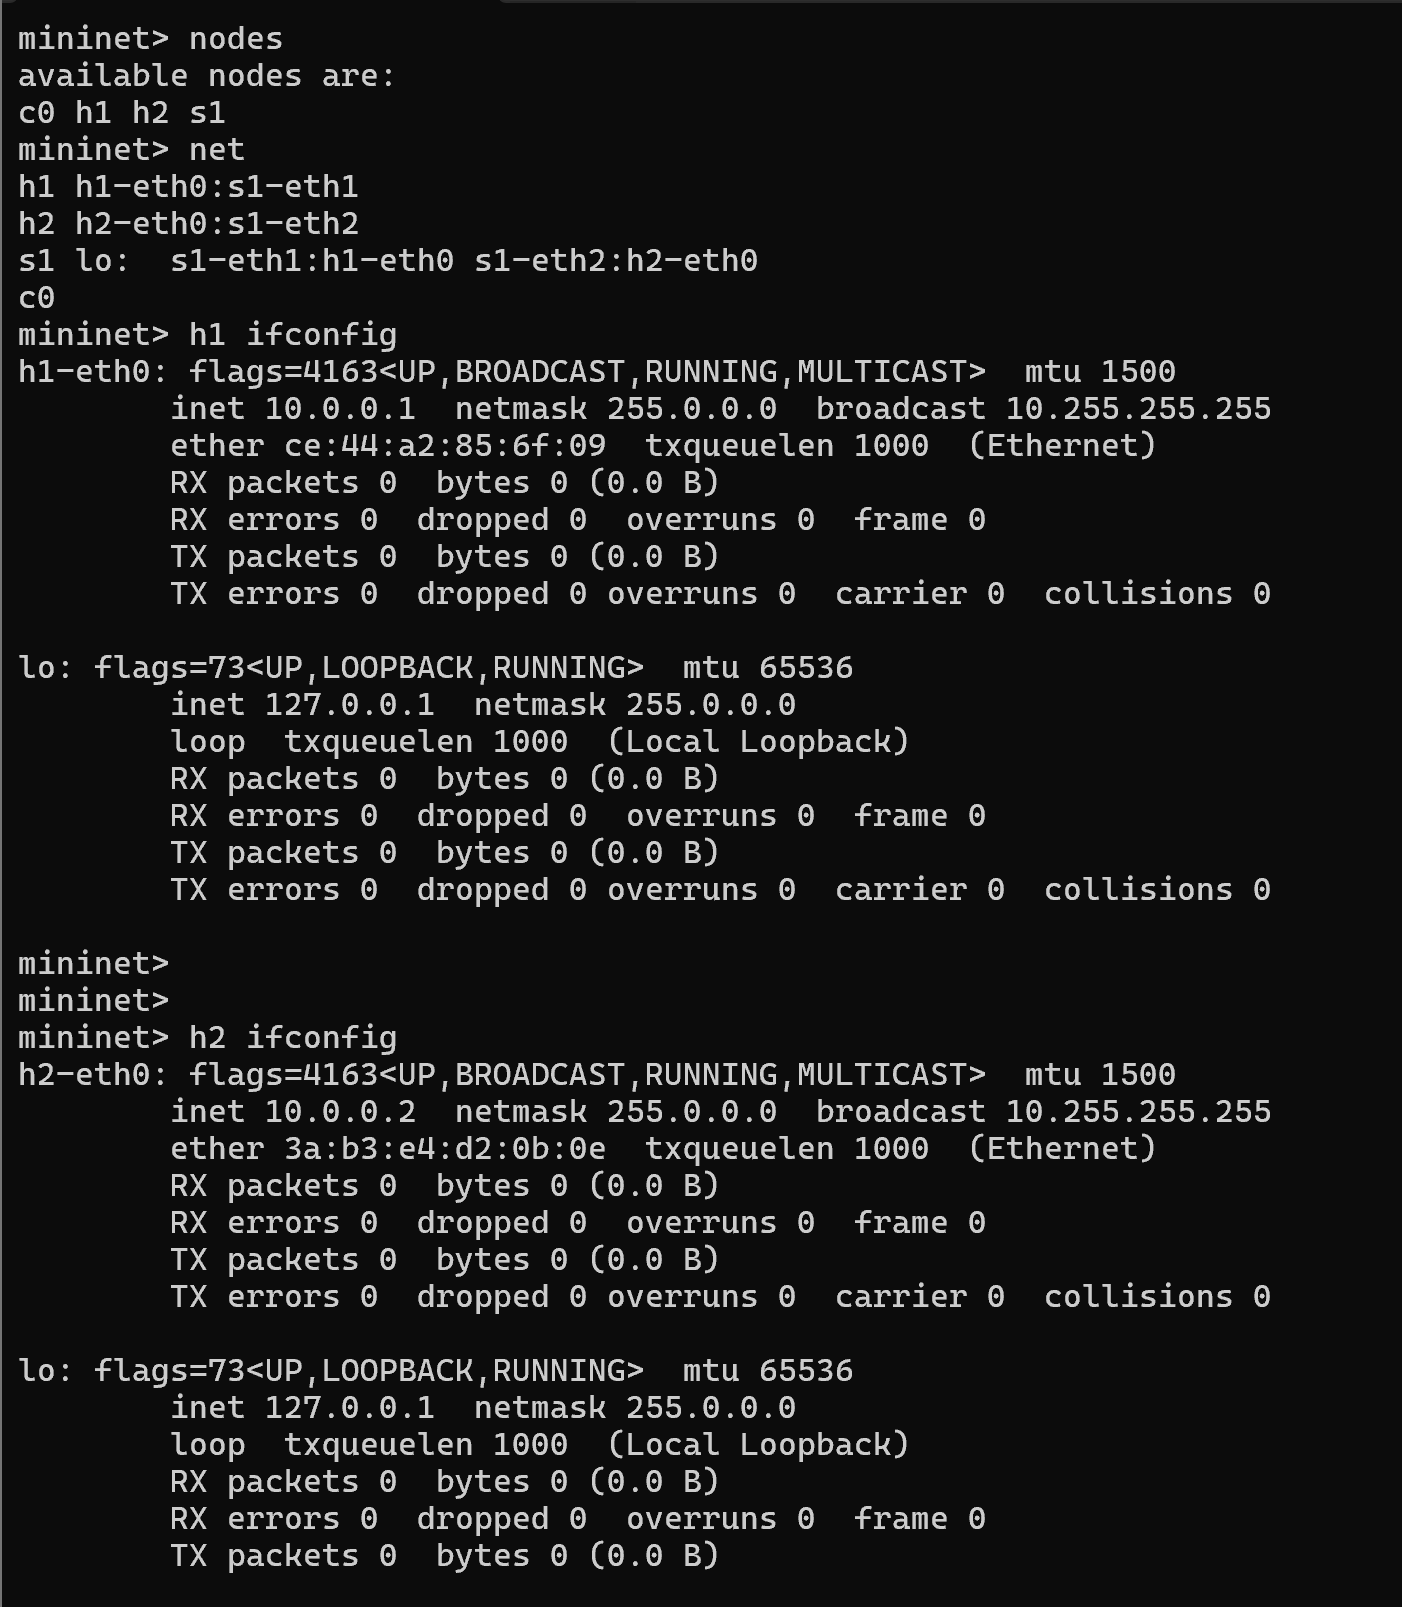 mininet> nodes
available nodes are:
c0 h1 h2 s1
mininet> net
h1 h1-eth0:s1-eth1
h2 h2-eth0:s1-eth2
s1 lo:  s1-eth1:h1-eth0 s1-eth2:h2-eth0
c0
mininet> h1 ifconfig
h1-eth0: flags=4163<UP,BROADCAST,RUNNING,MULTICAST>  mtu 1500
        inet 10.0.0.1  netmask 255.0.0.0  broadcast 10.255.255.255
        ether ce:44:a2:85:6f:09  txqueuelen 1000  (Ethernet)
        RX packets 0  bytes 0 (0.0 B)
        RX errors 0  dropped 0  overruns 0  frame 0
        TX packets 0  bytes 0 (0.0 B)
        TX errors 0  dropped 0 overruns 0  carrier 0  collisions 0

lo: flags=73<UP,LOOPBACK,RUNNING>  mtu 65536
        inet 127.0.0.1  netmask 255.0.0.0
        loop  txqueuelen 1000  (Local Loopback)
        RX packets 0  bytes 0 (0.0 B)
        RX errors 0  dropped 0  overruns 0  frame 0
        TX packets 0  bytes 0 (0.0 B)
        TX errors 0  dropped 0 overruns 0  carrier 0  collisions 0

mininet>
mininet>
mininet> h2 ifconfig
h2-eth0: flags=4163<UP,BROADCAST,RUNNING,MULTICAST>  mtu 1500
        inet 10.0.0.2  netmask 255.0.0.0  broadcast 10.255.255.255
        ether 3a:b3:e4:d2:0b:0e  txqueuelen 1000  (Ethernet)
        RX packets 0  bytes 0 (0.0 B)
        RX errors 0  dropped 0  overruns 0  frame 0
        TX packets 0  bytes 0 (0.0 B)
        TX errors 0  dropped 0 overruns 0  carrier 0  collisions 0

lo: flags=73<UP,LOOPBACK,RUNNING>  mtu 65536
        inet 127.0.0.1  netmask 255.0.0.0
        loop  txqueuelen 1000  (Local Loopback)
        RX packets 0  bytes 0 (0.0 B)
        RX errors 0  dropped 0  overruns 0  frame 0
        TX packets 0  bytes 0 (0.0 B)